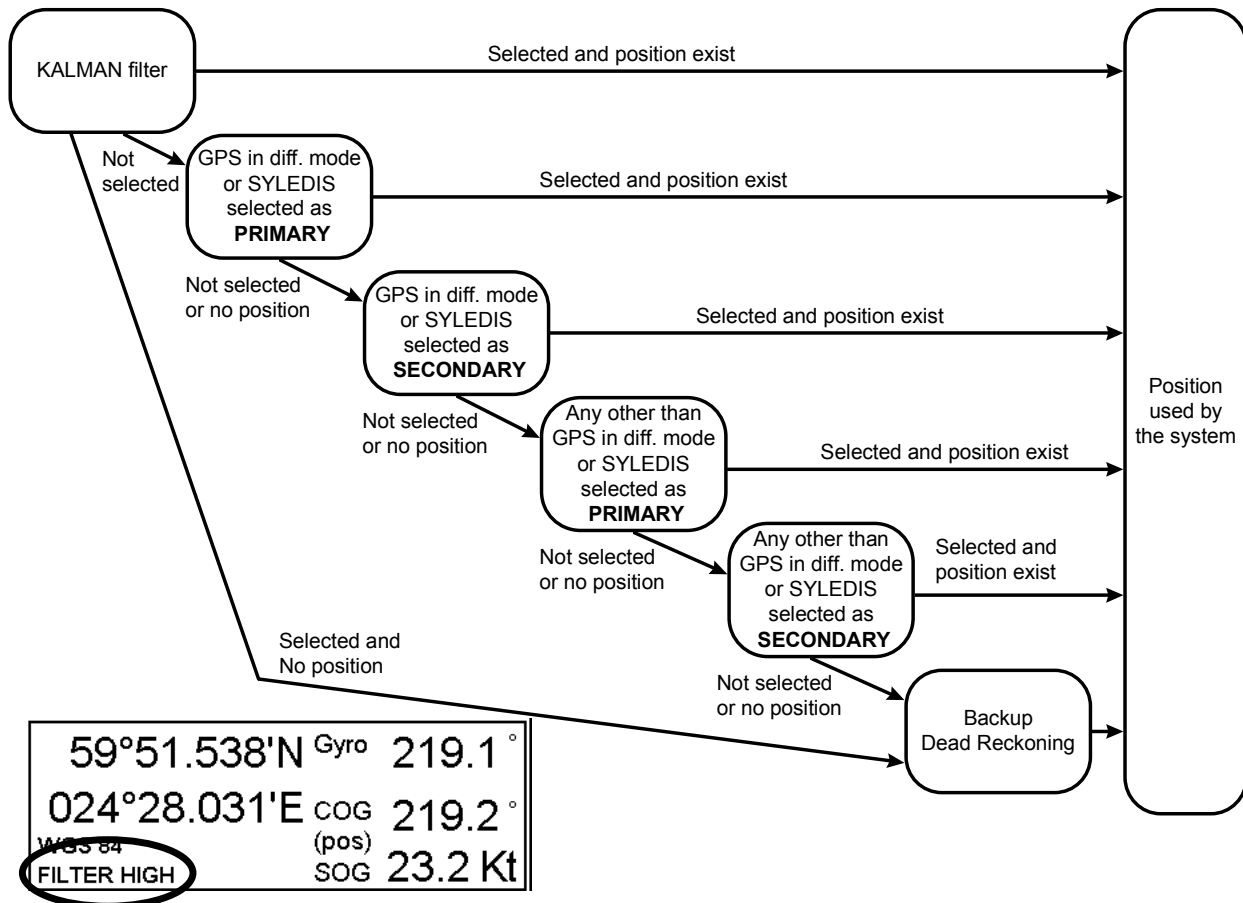 KALMAN filter
Selected and position exist
Not
selected
GPS in diff. mode
or SYLEDIS
selected as
PRIMARY
Selected and position exist
Not selected
or no position
GPS in diff. mode
or SYLEDIS
selected as
SECONDARY
Selected and position exist
Not selected
or no position
Any other than
GPS in diff. mode
or SYLEDIS
selected as
PRIMARY
Selected and position exist
Position
used by
the system
Not selected
or no position
Any other than
GPS in diff. mode
or SYLEDIS
selected as
SECONDARY
Selected and
position exist
Selected and
No position
Not selected
or no position
Backup
Dead Reckoning
59°51.538'N Gyro 219.1 °
024°28.031'E COG 219.2 °
(pos)
WGS 84
FILTER HIGH SOG 23.2 Kt